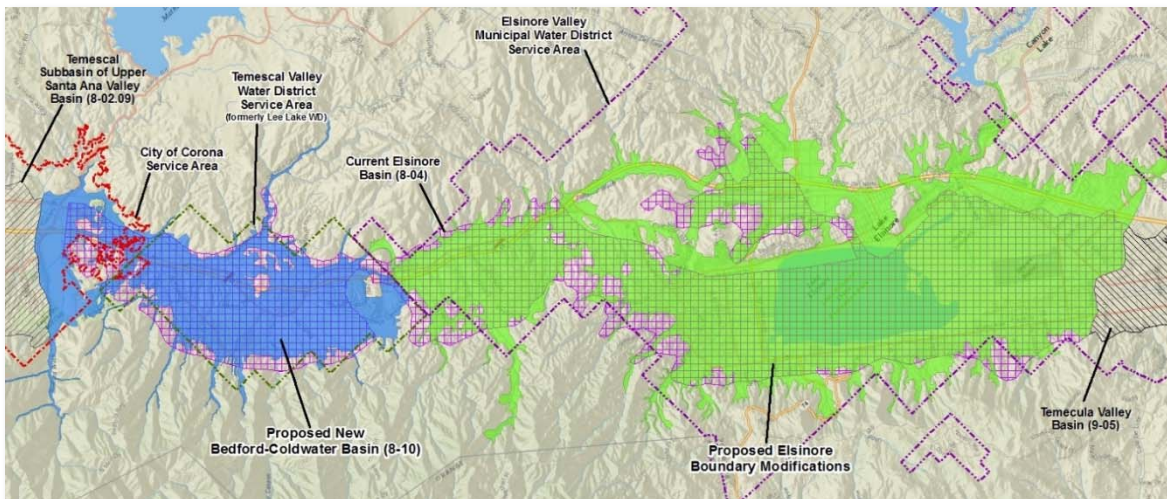 Temescal
Subbasin of Upper
Santa Ana Valley
Basin (8-02.09)
City of Corona
Service Area
Temescal Valley
Water District
Service Area
(formerly Lee Lake WD)
Current Elsinore
Basin (8-04)
Elsinore Valley
Municipal Water District
Service Area
Canyon
Lake
Lake
Elsinore
Proposed New
Bedford-Coldwater Basin (8-10)
Proposed Elsinore
Boundary Modifications
Temecula Valley
Basin (9-05)